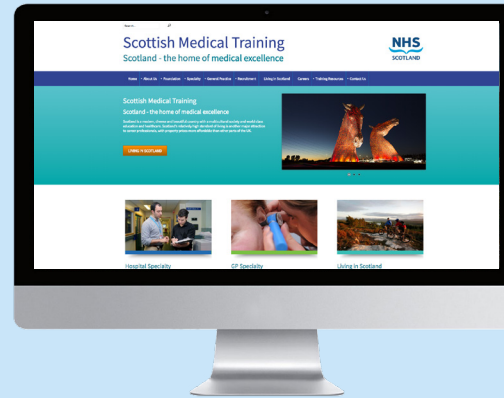 Search...
Scottish Medical Training
Scotland - the home of medical excellence
NHS
SCOTLAND
Home About Us Foundation Specialty General Practice Recruitment Living in Scotland Careers Training Resources Contact Us
Scottish Medical Training
Scotland - the home of medical excellence
LIVING IN SCOTLAND
Hospital Specialty
GP Specialty
Living in Scotland